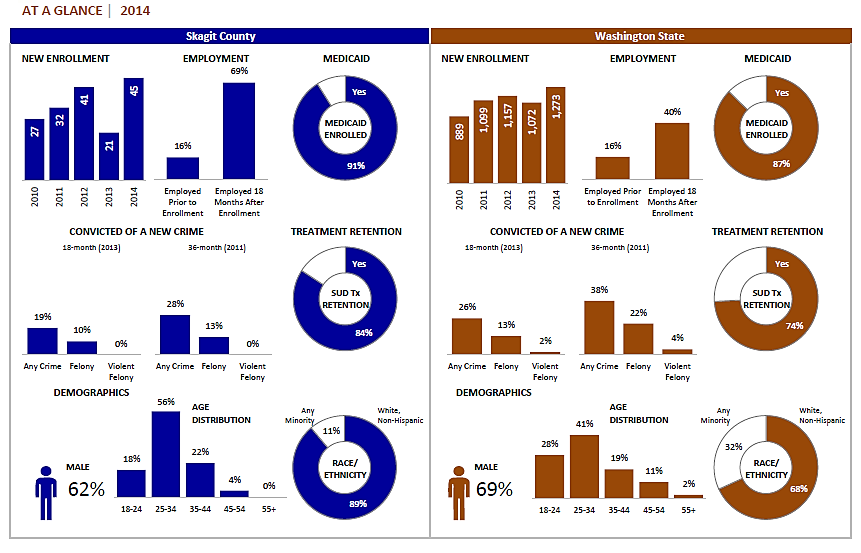 AT A GLANCE | 2014
Skagit County
NEW ENROLLMENT
27
32
41
21
45
2010
2011
2012
2013
2014
EMPLOYMENT
16%
69%
Employed
Prior to
Enrollment
Employed 18
Months After
Enrollment
MEDICAID
Yes
MEDICAID
ENROLLED
91%
CONVICTED OF A NEW CRIME
18-month (2013)
19%
10%
0%
Any Crime
Felony
Violent
Felony
36-month (2011)
28%
13%
0%
Any Crime
Felony
Violent
Felony
TREATMENT RETENTION
Yes
SUD Tx
RETENTION
84%
DEMOGRAPHICS
MALE
62%
AGE
DISTRIBUTION
18%
56%
22%
4%
0%
18-24
25-34
35-44
45-54
55+
Any
Minority
White,
Non-Hispanic
11%
RACE/
ETHNICITY
89%
Washington State
NEW ENROLLMENT
889
1,099
1,157
1,072
1,273
2010
2011
2012
2013
2014
EMPLOYMENT
16%
40%
Employed Prior
to Enrollment
Employed 18
Months After
Enrollment
MEDICAID
Yes
MEDICAID
ENROLLED
87%
CONVICTED OF A NEW CRIME
18-month (2013)
26%
13%
2%
Any Crime
Felony
Violent
Felony
36-month (2011)
38%
22%
4%
Any Crime
Felony
Violent
Felony
TREATMENT RETENTION
Yes
SUD Tx
RETENTION
74%
DEMOGRAPHICS
MALE
69%
AGE
DISTRIBUTION
28%
41%
19%
11%
2%
18-24
25-34
35-44
45-54
55+
Any
Minority
White,
Non-Hispanic
32%
RACE/
ETHNICITY
68%